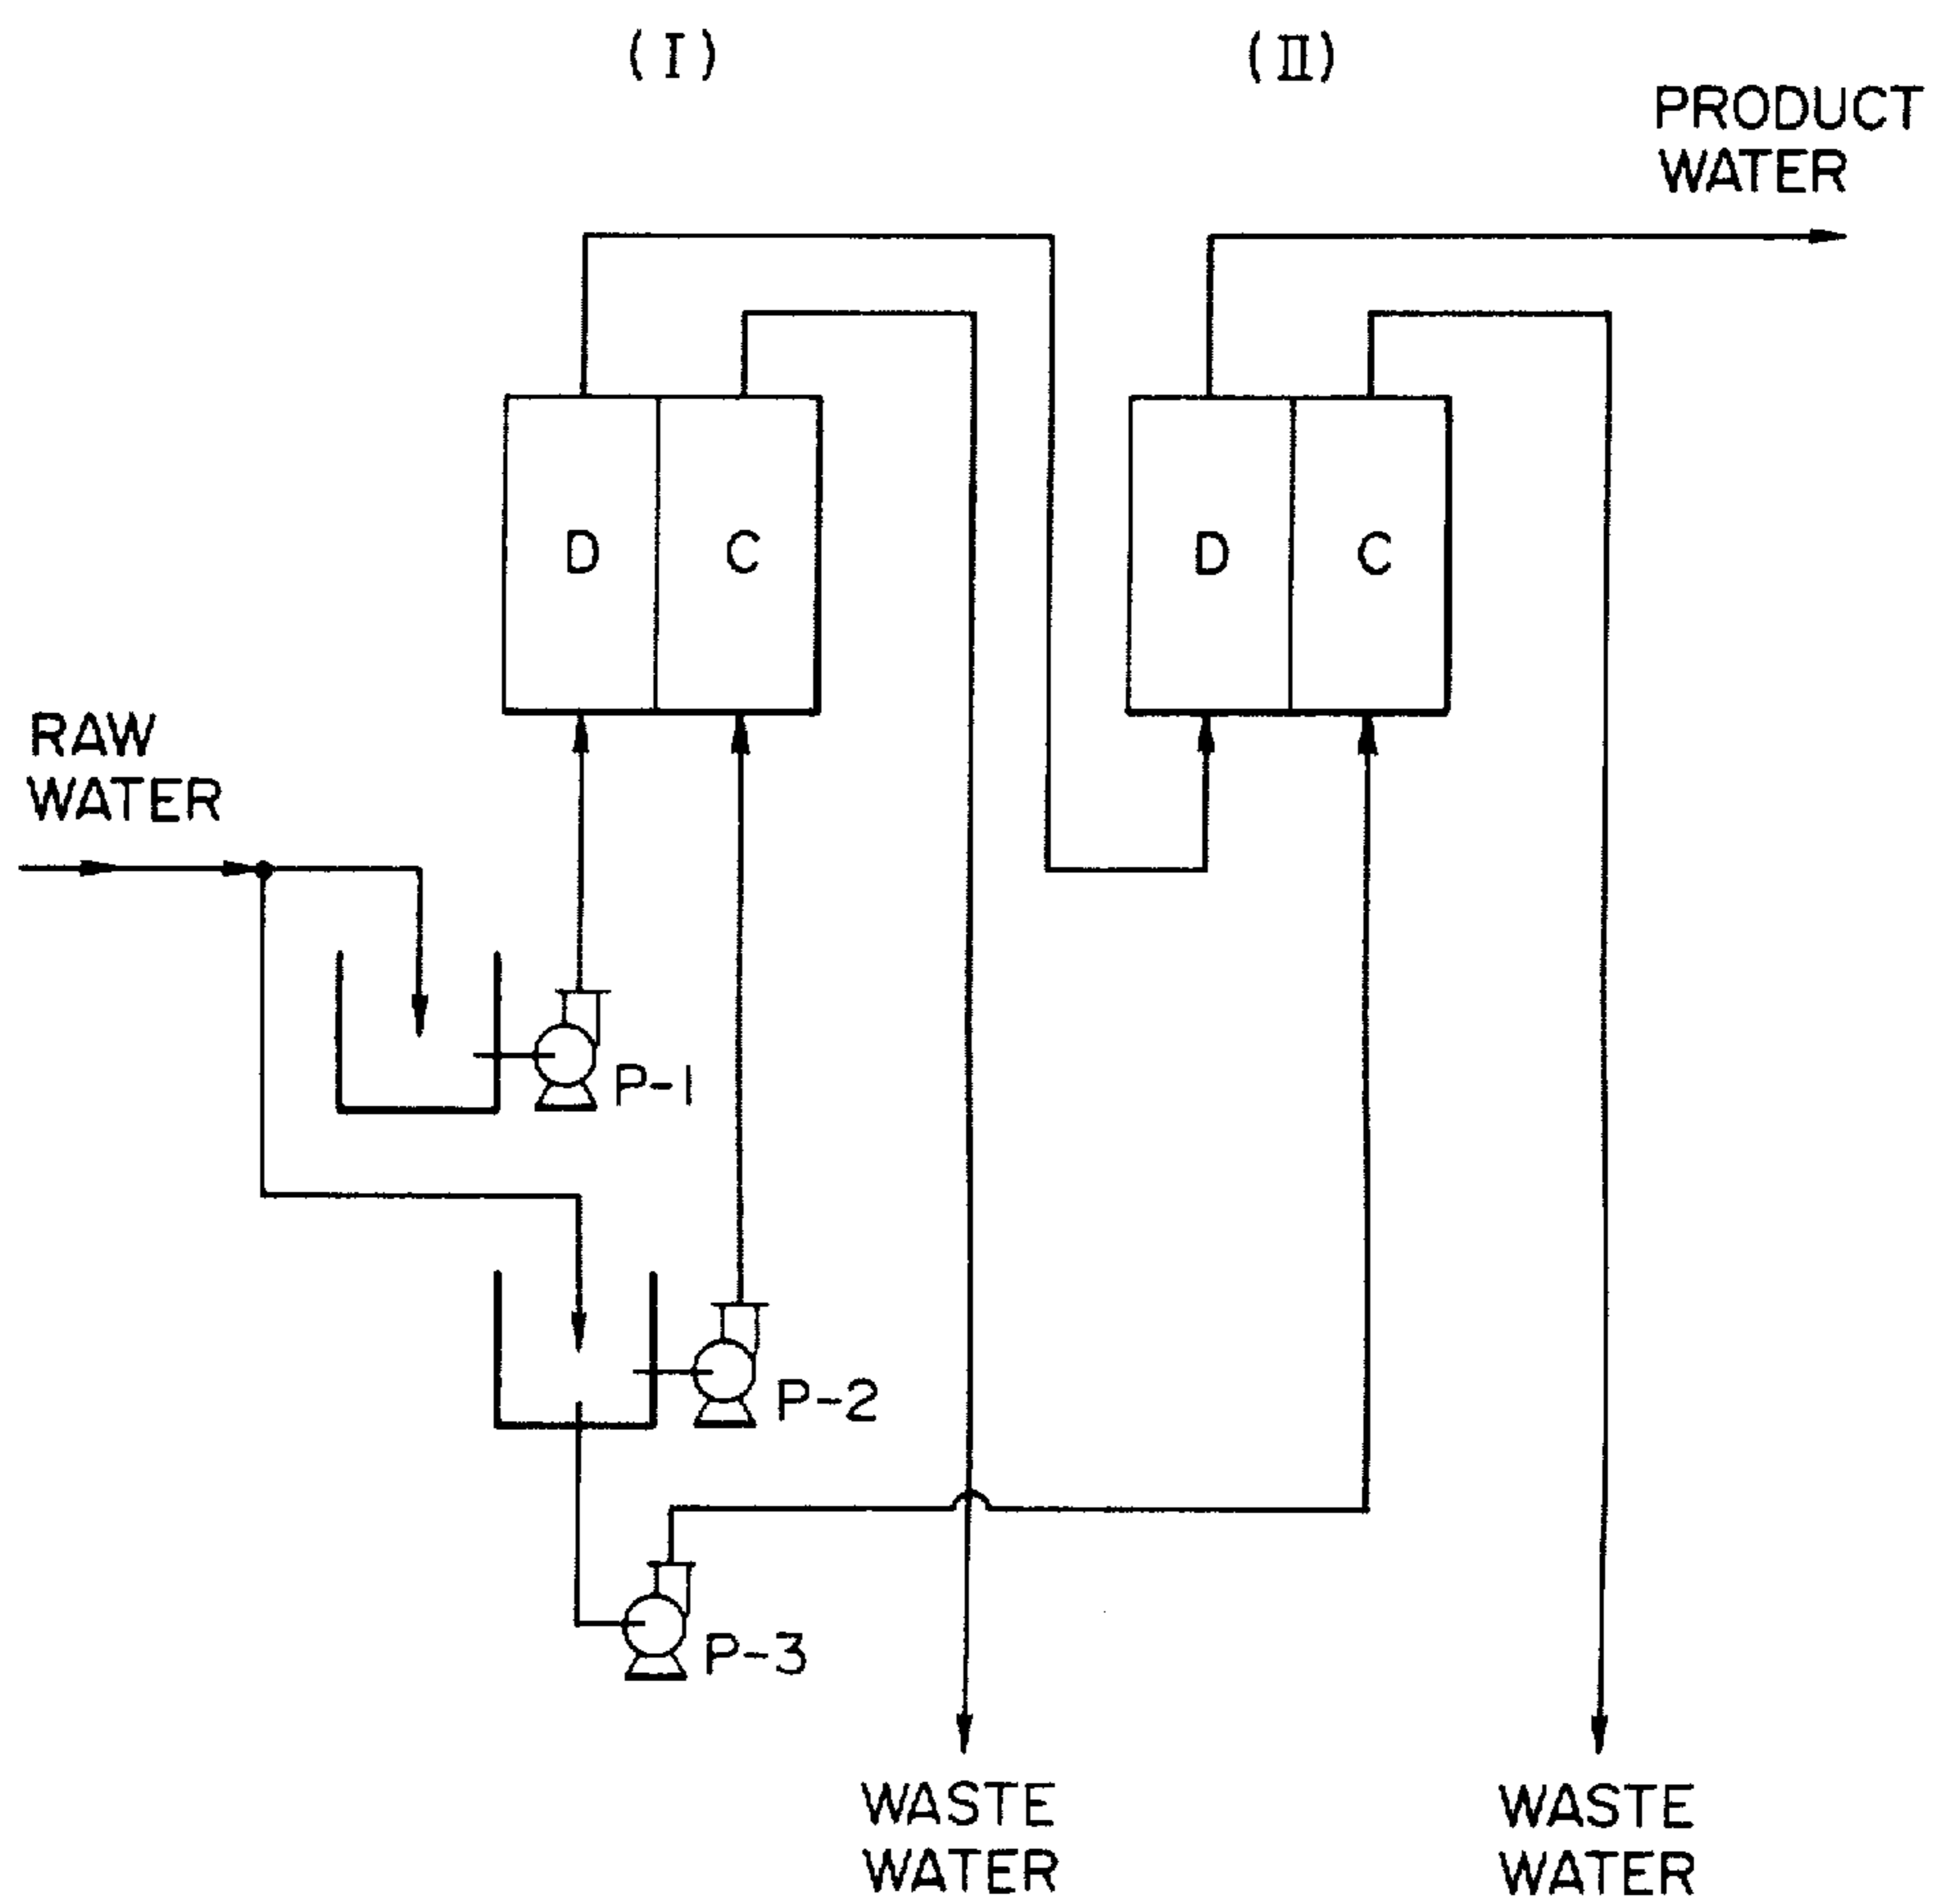 (I)
(II)
PRODUCT
WATER
D
C
D
C
RAW
WATER
P-1
P-2
P-3
WASTE
WATER
WASTE
WATER